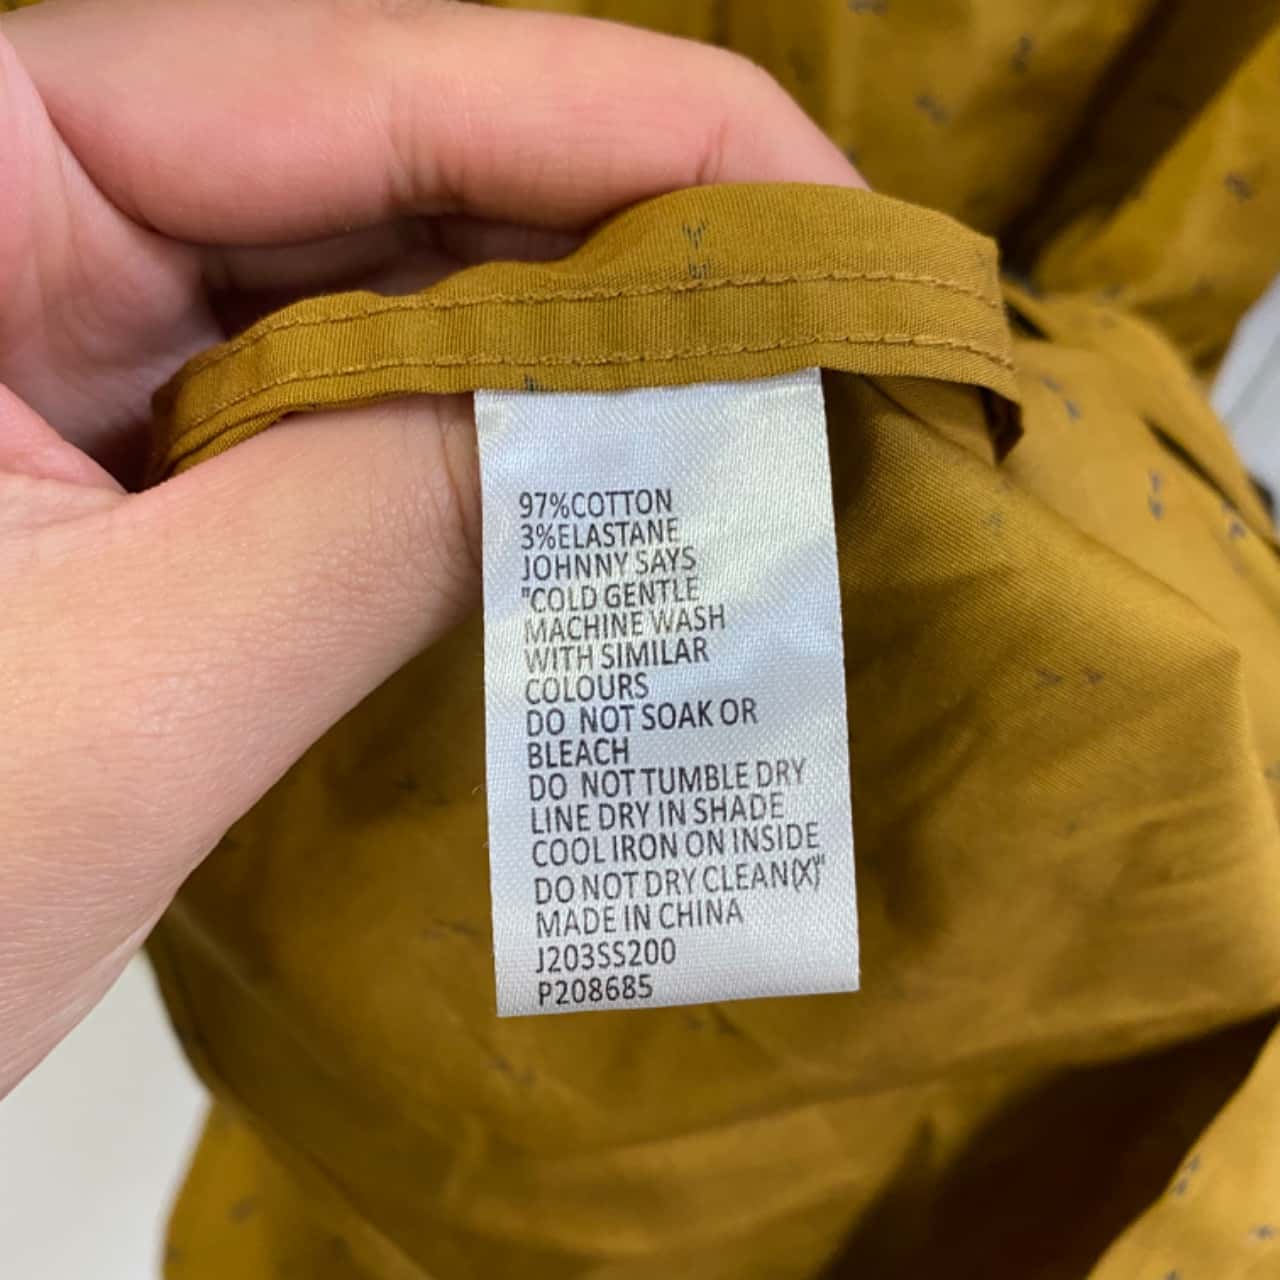 97%COTTON
3%ELASTANE
JOHNNY SAYS
"COLD GENTLE
MACHINE WASH
WITH SIMILAR
COLOURS
DO NOT SOAK OR
BLEACH
DO NOT TUMBLE DRY
LINE DRY IN SHADE
COOL IRON ON INSIDE
DO NOT DRY CLEAN(X)"
MADE IN CHINA
J203SS200
P208685